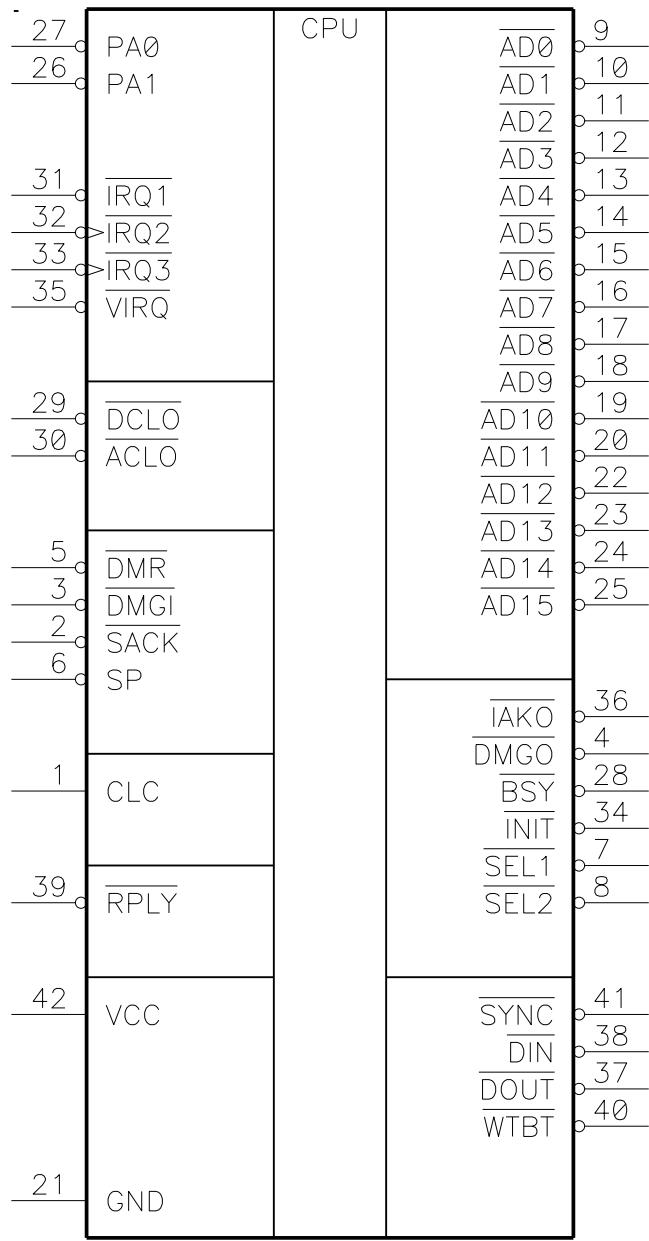 CPU
27 PA0
26 PA1
31 IRQ1
32 IRQ2
33 IRQ3
35 VIRQ
29 DCLO
30 ACLO
5 DMR
3 DMGI
2 SACK
6 SP
1 CLC
39 RPLY
42 VCC
21 GND
AD0 9
AD1 10
AD2 11
AD3 12
AD4 13
AD5 14
AD6 15
AD7 16
AD8 17
AD9 18
AD10 19
AD11 20
AD12 22
AD13 23
AD14 24
AD15 25
IAKO 36
DMGO 4
BSY 28
INIT 34
SEL1 7
SEL2 8
SYNC 41
DIN 38
DOUT 37
WTBT 40